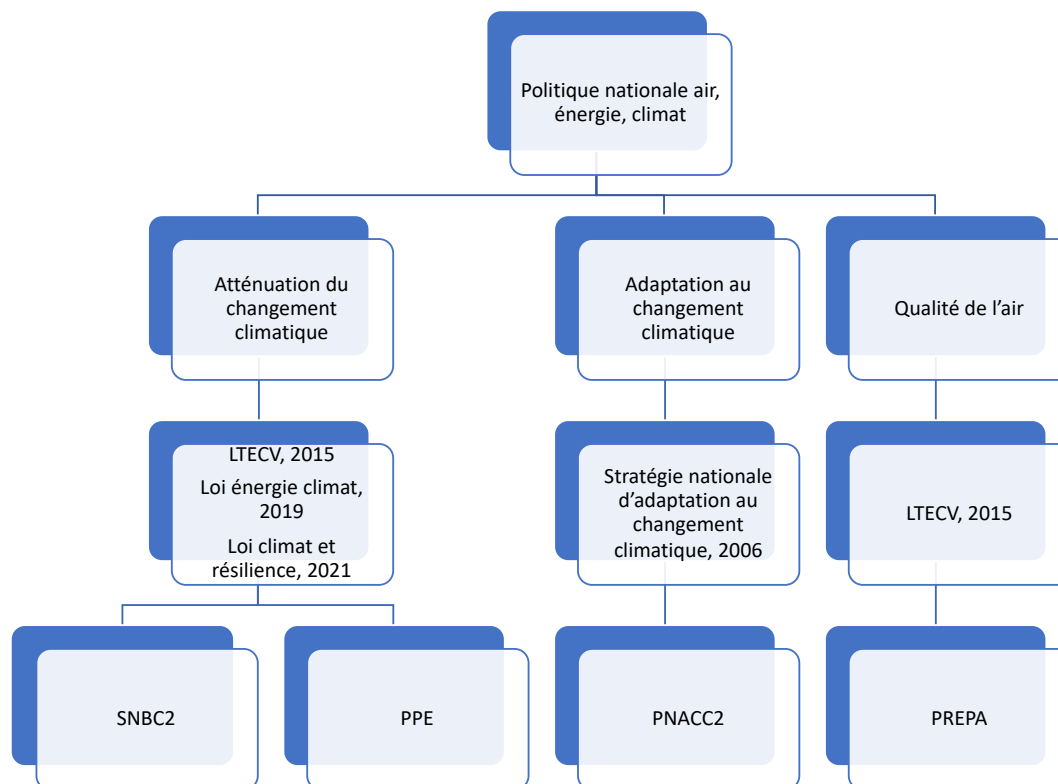 Politique nationale air,
énergie, climat
Atténuation du
changement
climatique
Adaptation au
changement
climatique
Qualité de l’air
LTECV, 2015
Loi énergie climat,
2019
Loi climat et
résilience, 2021
Stratégie nationale
d’adaptation au
changement
climatique, 2006
LTECV, 2015
SNBC2
PPE
PNACC2
PREPA